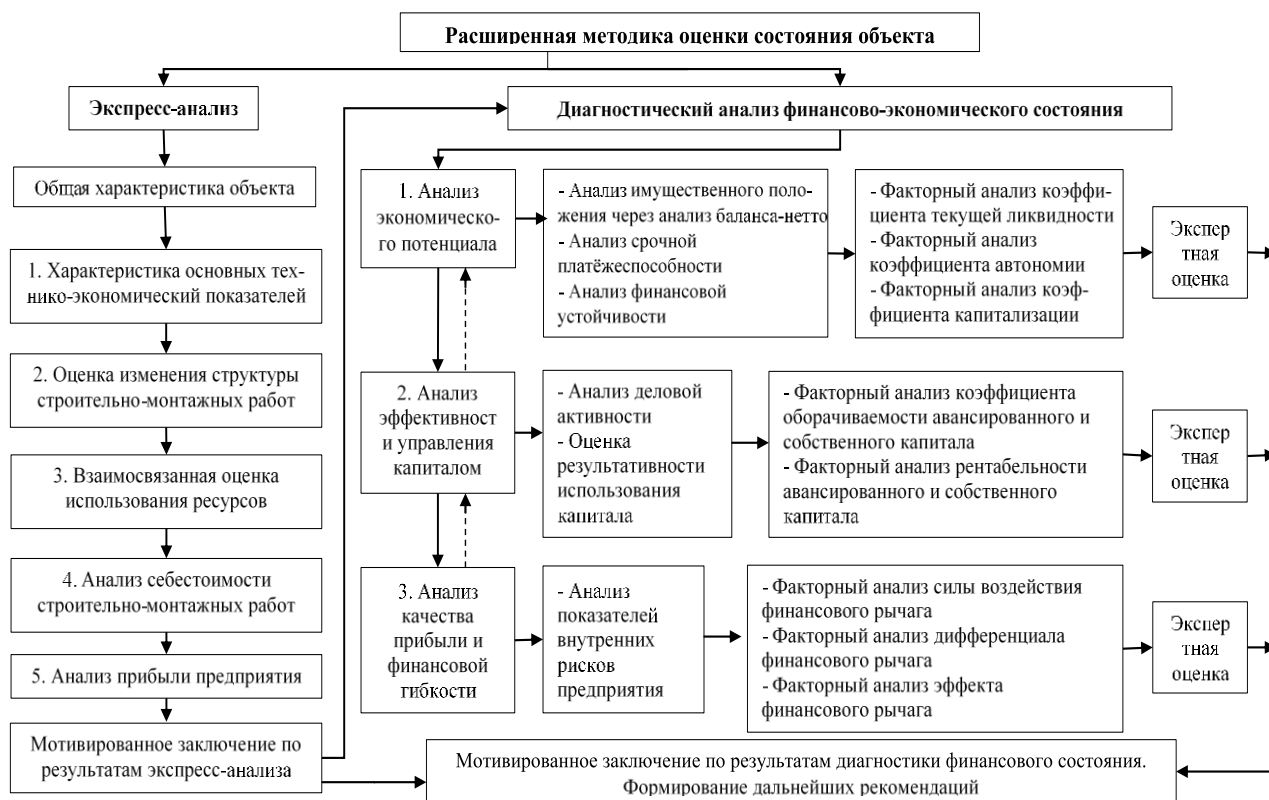 Расширенная методика оценки состояния объекта
Экспресс-анализ
Диагностический анализ финансово-экономического состояния
Общая характеристика объекта
1. Характеристика основных тех-
нико-экономический показателей
2. Оценка изменения структуры
строительно-монтажных работ
3. Взаимосвязанная оценка
использования ресурсов
4. Анализ себестоимости
строительно-монтажных работ
5. Анализ прибыли предприятия
Мотивированное заключение по
результатам экспресс-анализа
1. Анализ
экономическо-
го потенциала
- Анализ имущественного поло-
жения через анализ баланса-нетто
- Анализ срочной
платёжеспособности
- Анализ финансовой
устойчивости
- Факторный анализ коэффи-
циента текущей ликвидности
- Факторный анализ
коэффициента автономии
- Факторный анализ коэф-
фициента капитализации
Экспер
тная
оценка
2. Анализ
эффективност
и управления
капиталом
- Анализ деловой
активности
- Оценка
результативности
использования
капитала
- Факторный анализ коэффициента
оборачиваемости авансированного и
собственного капитала
- Факторный анализ рентабельности
авансированного и собственного
капитала
Экспер
тная
оценка
3. Анализ
качества
прибыли и
финансовой
гибкости
- Анализ
показателей
внутренних
рисков
предприятия
- Факторный анализ силы воздействия
финансового рычага
- Факторный анализ дифференциала
финансового рычага
- Факторный анализ эффекта
финансового рычага
Экспер
тная
оценка
Мотивированное заключение по результатам диагностики финансового состояния.
Формирование дальнейших рекомендаций